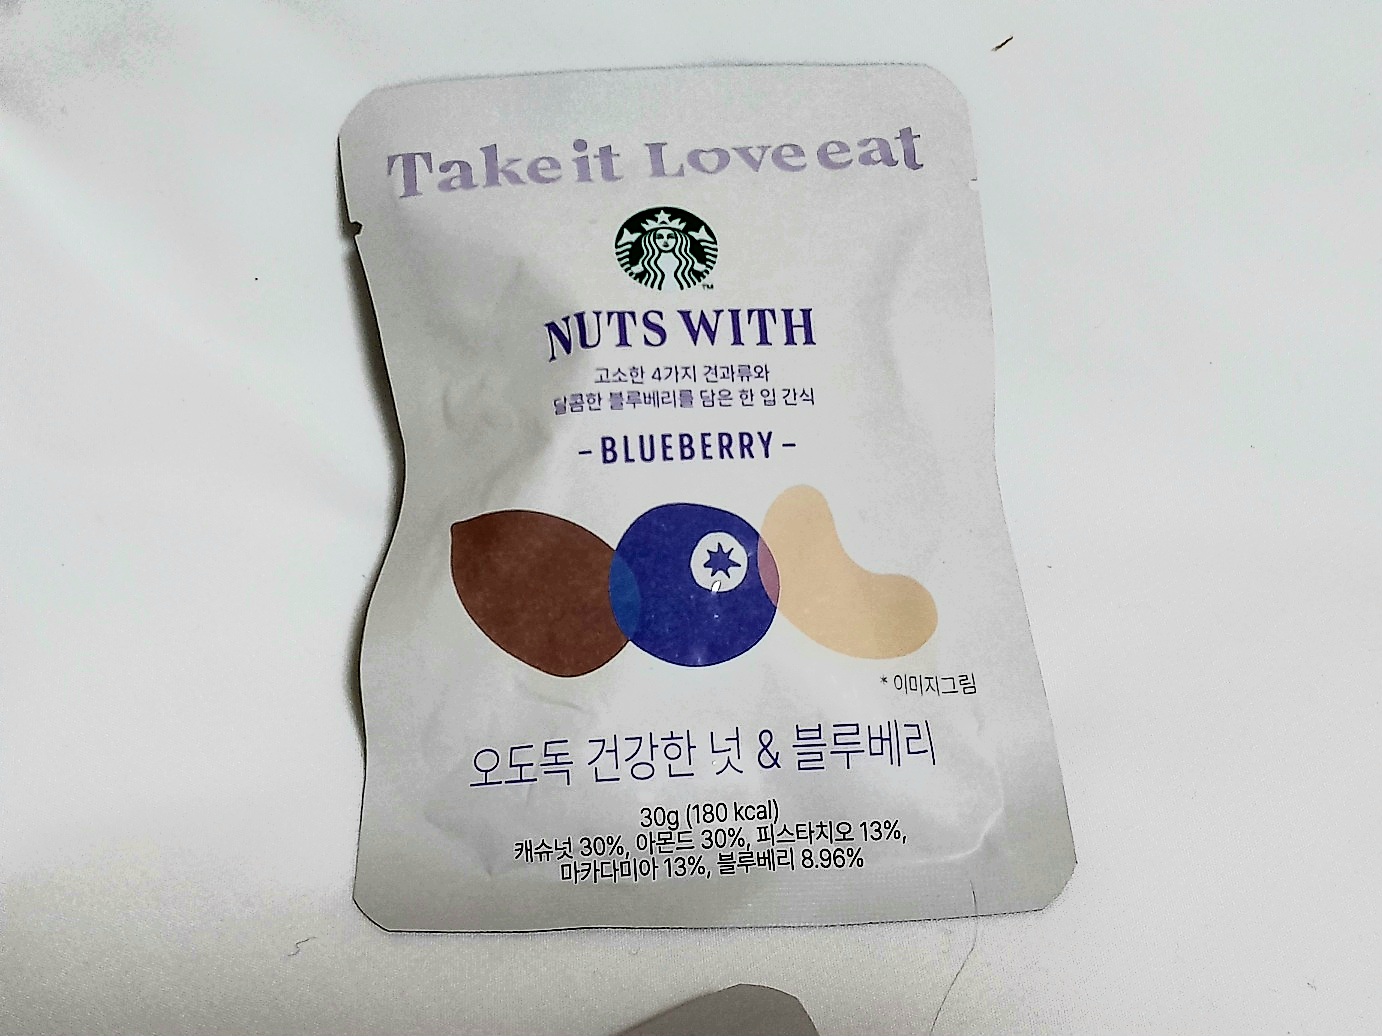 Take it Love eat
TM
NUTS WITH
고소한 4가지 견과류와
달콤한 블루베리를 담은 한 입 간식
-BLUEBERRY-
* 이미지그림
오도독 건강한 넛 & 블루베리
30g (180 kcal)
캐슈넛 30%, 아몬드 30%, 피스타치오 13%,
마카다미아 13%, 블루베리 8.96%